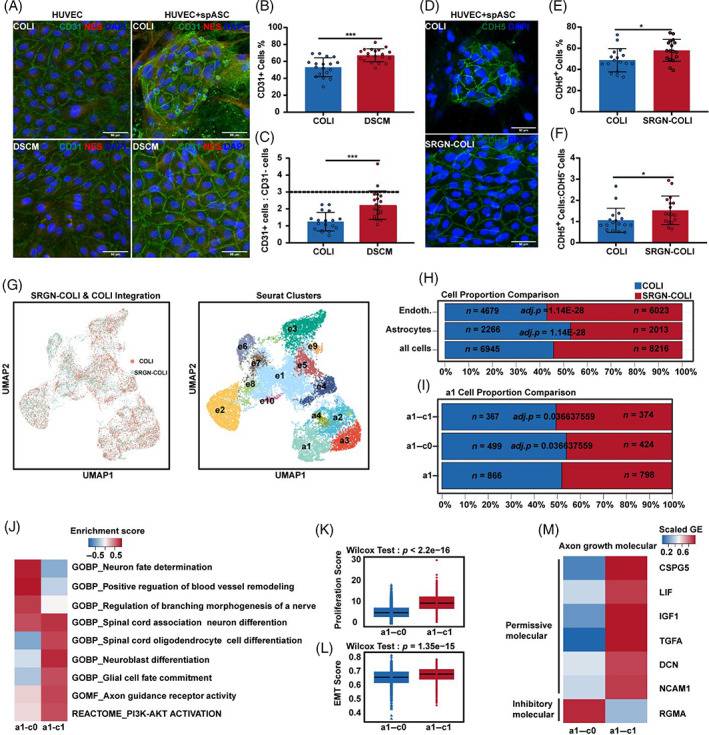 (A)
HUVEC
HUVEC+spASC
COLI
CD31 NES DAPI
COLI
CD31 NES DAPI
DSCM
CD31 NES DAPI
DSCM
CD31 NES DAPI
(B)
CD31+ Cells %
100
80
60
40
20
0
***
COLI
DSCM
(C)
CD31+ cells : CD31- cells
5
4
3
2
1
0
***
COLI
DSCM
(D)
HUVEC+spASC
COLI
CDH5 DAPI
SRGN-COLI
(E)
CDH5+ Cells %
100
80
60
40
20
0
*
COLI
SRGN-COLI
(F)
CDH5+ Cells:CDH5- Cells
4
3
2
1
0
*
COLI
SRGN-COLI
(G)
SRGN-COLI & COLI Integration
UMAP2
UMAP1
COLI
SRGN-COLI
Seurat Clusters
UMAP2
UMAP1
e3
e6
e9
e7
e5
e1
e8
e4
e2
e10
a4
a2
a1
a3
(H)
COLI
SRGN-COLI
Cell Proportion Comparison
Endoth.
n = 4679
adj.p =1.14E-28
n = 6023
Astrocytes
n = 2266
adj.p = 1.14E-28
n = 2013
all cells
n = 6945
n = 8216
0% 10% 20% 30% 40% 50% 60% 70% 80% 90% 100%
(I)
a1 Cell Proportion Comparison
a1–c1
n = 367
adj.p = 0.036637559
n = 374
a1–c0
n = 499
adj.p = 0.036637559
n = 424
a1
n = 866
n = 798
0% 10% 20% 30% 40% 50% 60% 70% 80% 90% 100%
(J)
Enrichment score
−0.5 0.5
GOBP_Neuron fate determination
GOBP_Positive reguation of blood vessel remodeling
GOBP_Regulation of branching morphogenesis of a nerve
GOBP_Spinal cord association neuron differention
GOBP_Spinal cord oligodendrocyte cell differentiation
GOBP_Neuroblast differentiation
GOBP_Glial cell fate commitment
GOMF_Axon guidance receptor activity
REACTOME_PI3K-AKT ACTIVATION
a1-c0 a1-c1
(K)
Wilcox Test : p < 2.2e−16
Proliferation Score
30
20
10
0
a1−c0
a1−c1
(L)
Wilcox Test : p = 1.35e−15
EMT Score
0.8
0.7
0.6
0.5
0.4
a1−c0
a1−c1
(M)
Scaled GE
0.2 0.6
Axon growth molecular
Permissive molecular
CSPG5
LIF
IGF1
TGFA
DCN
NCAM1
Inhibitory molecular
RGMA
a1−c0
a1−c1